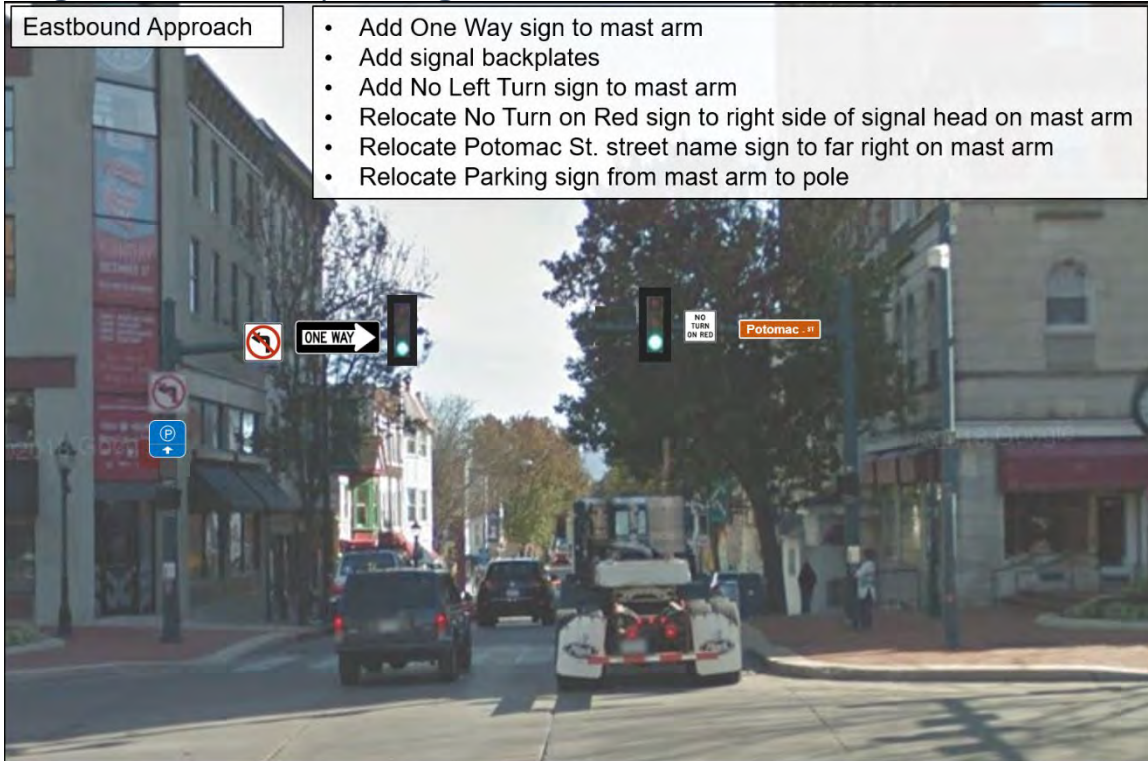 Eastbound Approach
• Add One Way sign to mast arm
• Add signal backplates
• Add No Left Turn sign to mast arm
• Relocate No Turn on Red sign to right side of signal head on mast arm
• Relocate Potomac St. street name sign to far right on mast arm
• Relocate Parking sign from mast arm to pole
ONE WAY
NO
TURN
ON RED
Potomac . ST
P